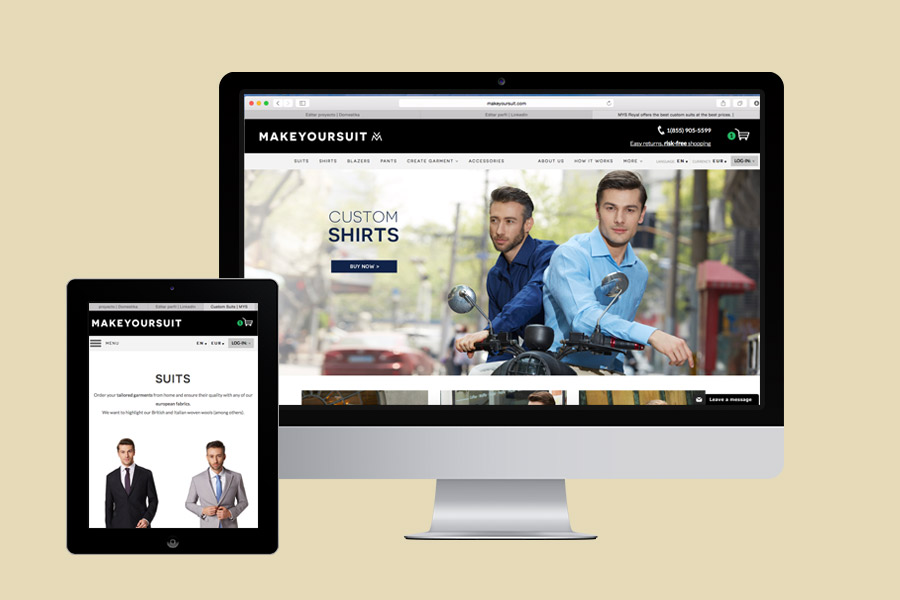 makeyoursuit.com
Editar proyecto | Domestika
Editar perfil | LinkedIn
MYS Royal offers the best custom suits at the best prices. |
MAKEYOURSUIT
1(855) 905-5599
Easy returns, risk-free shopping
SUITS SHIRTS BLAZERS PANTS CREATE GARMENT ACCESSORIES ABOUT US HOW IT WORKS MORE LANGUAGE EN CURRENCY EUR LOG-IN
CUSTOM
SHIRTS
BUY NOW >
Leave a message
proyecto | Domestika
Editar perfil | LinkedIn
Custom Suits | MYS
MAKEYOURSUIT
MENU EN EUR LOG-IN
SUITS
Order your tailored garments from home and ensure their quality with any of our
european fabrics.
We want to highlight our British and Italian woven wools (among others).